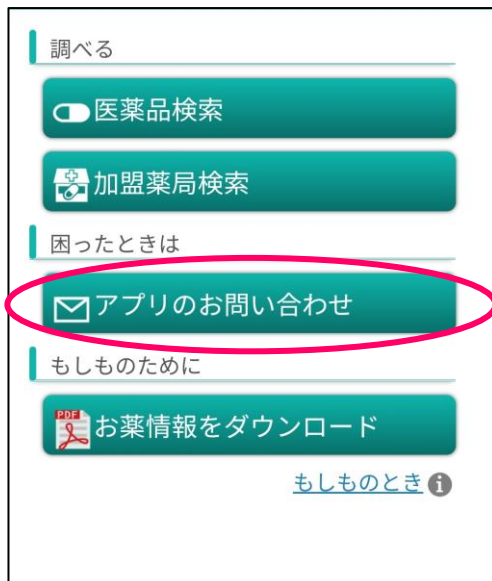 調べる
医薬品検索
加盟薬局検索
困ったときは
アプリのお問い合わせ
もしものために
PDF
お薬情報をダウンロード
もしものとき i